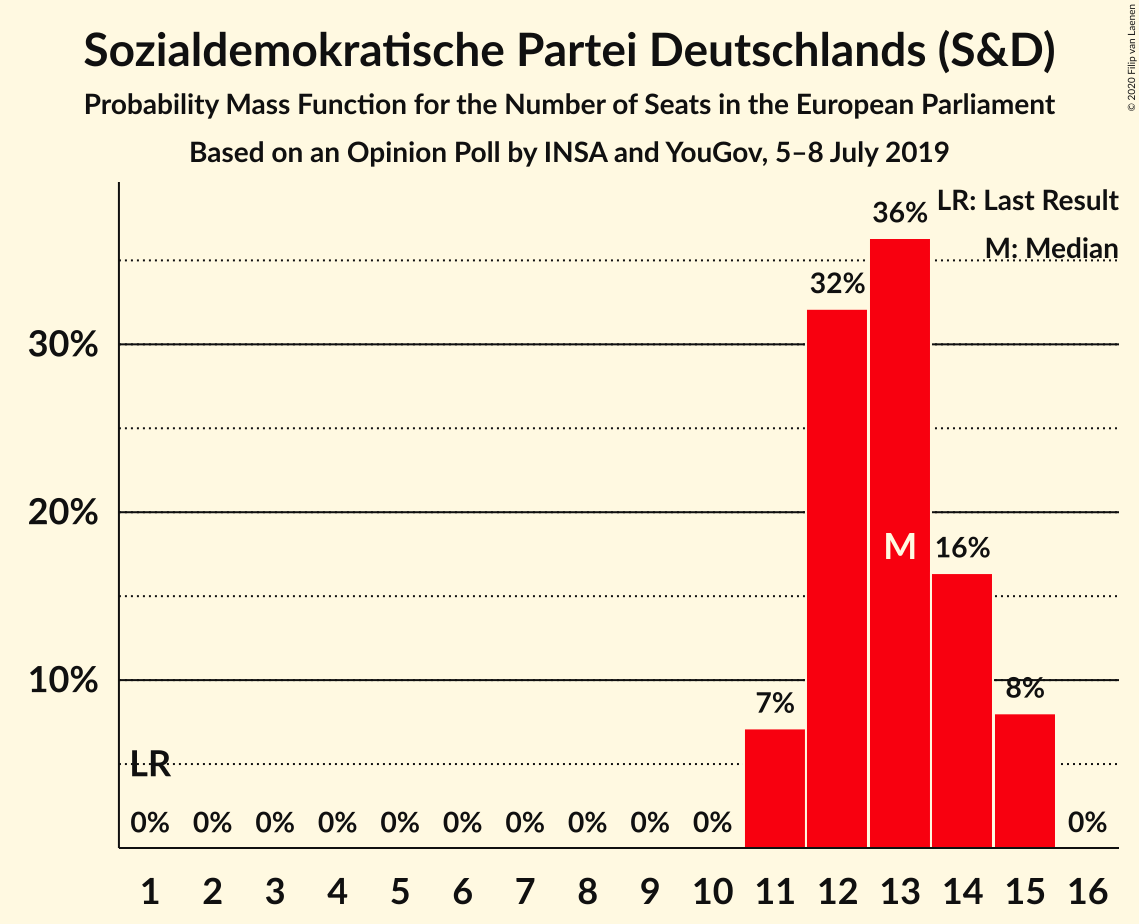 Sozialdemokratische Partei Deutschlands (S&D)
Probability Mass Function for the Number of Seats in the European Parliament
Based on an Opinion Poll by INSA and YouGov, 5–8 July 2019
© 2020 Filip van Laenen
LR: Last Result
M: Median
36%
32%
30%
20%
M
16%
10%
8%
7%
LR
0% 0% 0% 0% 0% 0% 0% 0% 0% 0% 0%
1 2 3 4 5 6 7 8 9 10 11 12 13 14 15 16